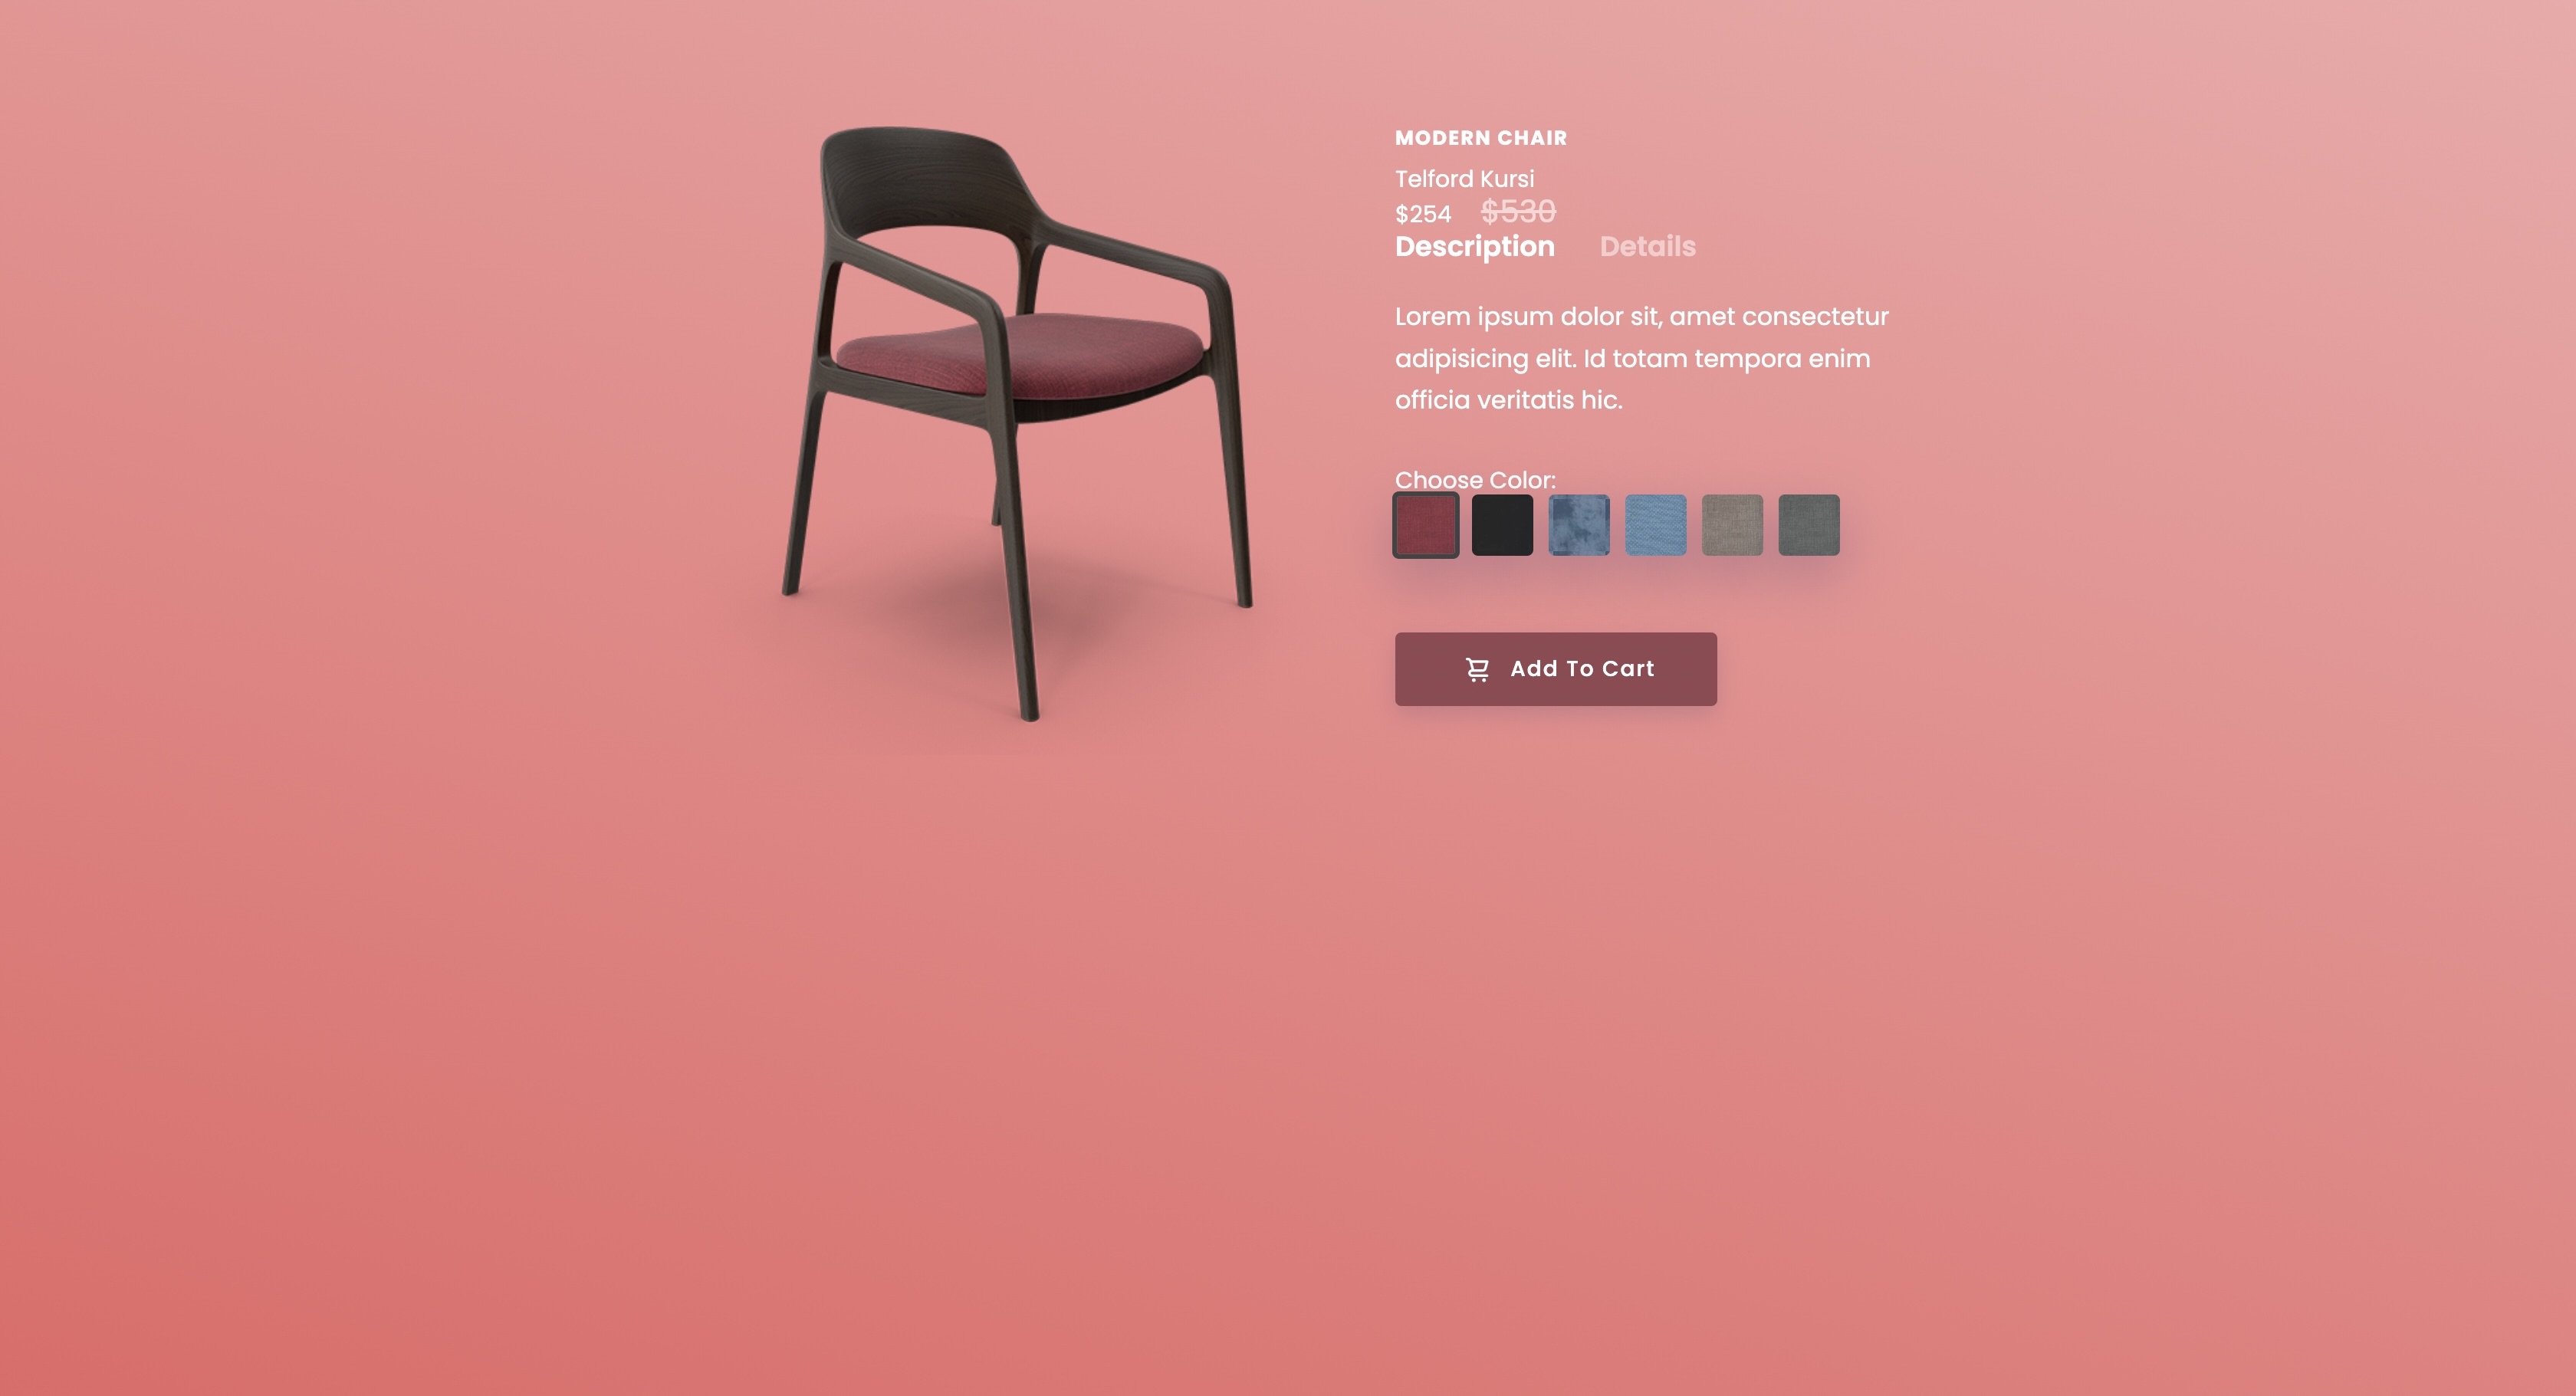 MODERN CHAIR
Telford Kursi
$254 $530
Description Details
Lorem ipsum dolor sit, amet consectetur
adipisicing elit. Id totam tempora enim
officia veritatis hic.
Choose Color:
Add To Cart